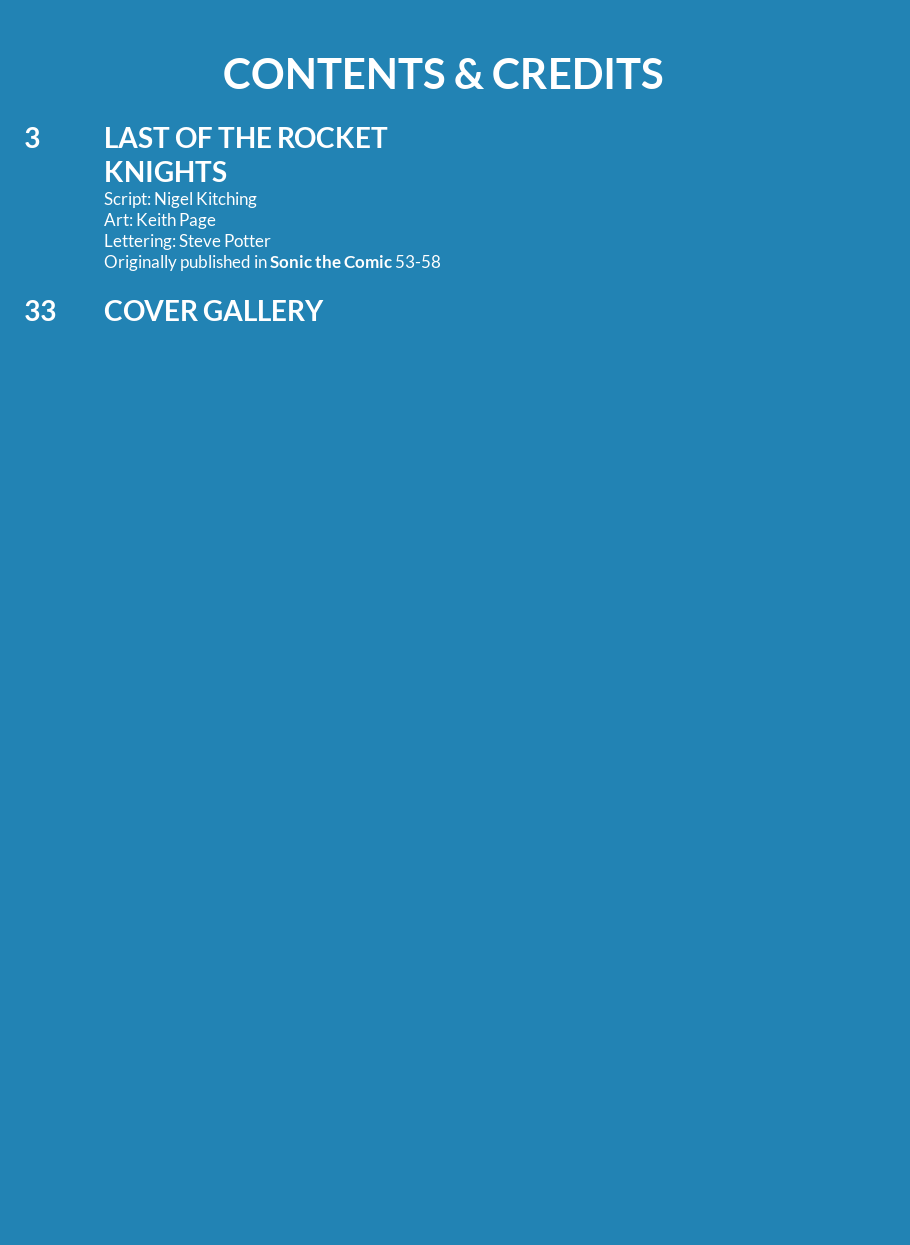 CONTENTS & CREDITS
3 LAST OF THE ROCKET
KNIGHTS
Script: Nigel Kitching
Art: Keith Page
Lettering: Steve Potter
Originally published in Sonic the Comic 53-58
33 COVER GALLERY